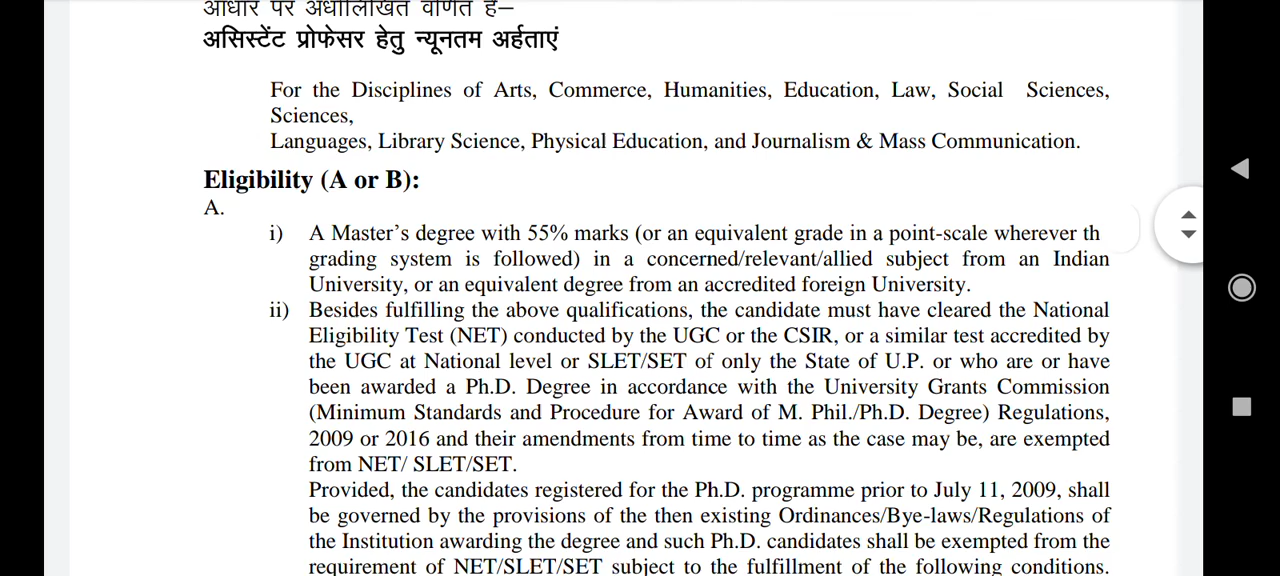 आधार पर अधोलिखित वर्णित है–
असिस्टेंट प्रोफेसर हेतु न्यूनतम अर्हताएं
For the Disciplines of Arts, Commerce, Humanities, Education, Law, Social Sciences,
Sciences,
Languages, Library Science, Physical Education, and Journalism & Mass Communication.
Eligibility (A or B):
A.
i) A Master’s degree with 55% marks (or an equivalent grade in a point-scale wherever th
grading system is followed) in a concerned/relevant/allied subject from an Indian
University, or an equivalent degree from an accredited foreign University.
ii) Besides fulfilling the above qualifications, the candidate must have cleared the National
Eligibility Test (NET) conducted by the UGC or the CSIR, or a similar test accredited by
the UGC at National level or SLET/SET of only the State of U.P. or who are or have
been awarded a Ph.D. Degree in accordance with the University Grants Commission
(Minimum Standards and Procedure for Award of M. Phil./Ph.D. Degree) Regulations,
2009 or 2016 and their amendments from time to time as the case may be, are exempted
from NET/ SLET/SET.
Provided, the candidates registered for the Ph.D. programme prior to July 11, 2009, shall
be governed by the provisions of the then existing Ordinances/Bye-laws/Regulations of
the Institution awarding the degree and such Ph.D. candidates shall be exempted from the
requirement of NET/SLET/SET subject to the fulfillment of the following conditions.